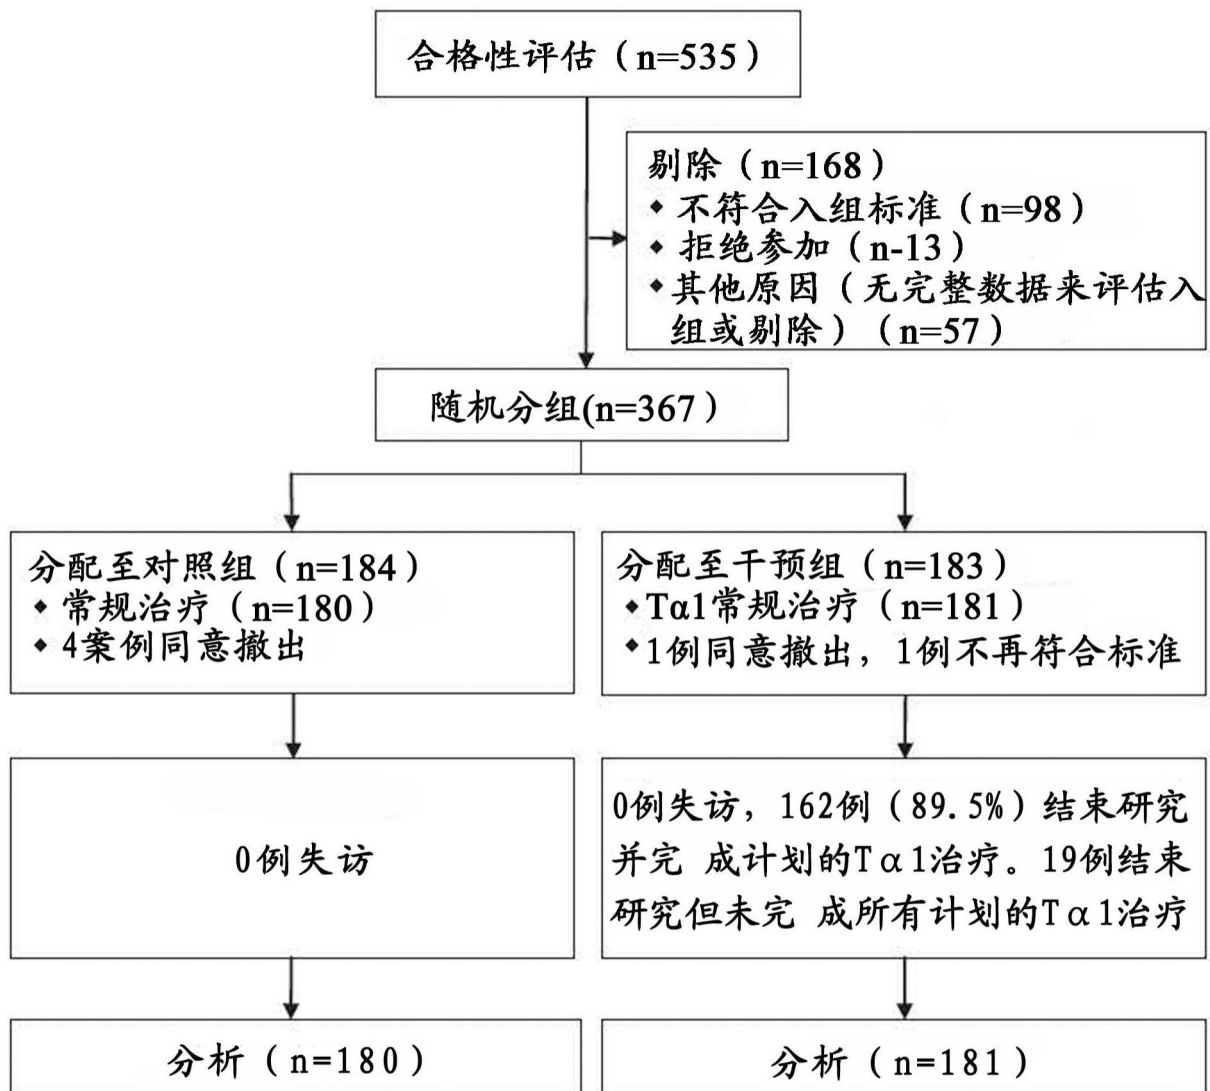 合格性评估（n=535）
剔除（n=168）
◆ 不符合入组标准（n=98）
◆ 拒绝参加（n-13）
◆ 其他原因（无完整数据来评估入
组或剔除）（n=57）
随机分组(n=367）
分配至对照组（n=184）
◆ 常规治疗（n=180）
◆ 4案例同意撤出
分配至干预组（n=183）
◆ Tα1常规治疗（n=181）
◆ 1例同意撤出，1例不再符合标准
0例失访
0例失访，162例（89.5%）结束研究
并完 成计划的Tα1治疗。19例结束
研究但未完 成所有计划的Tα1治疗
分析（n=180）
分析（n=181）